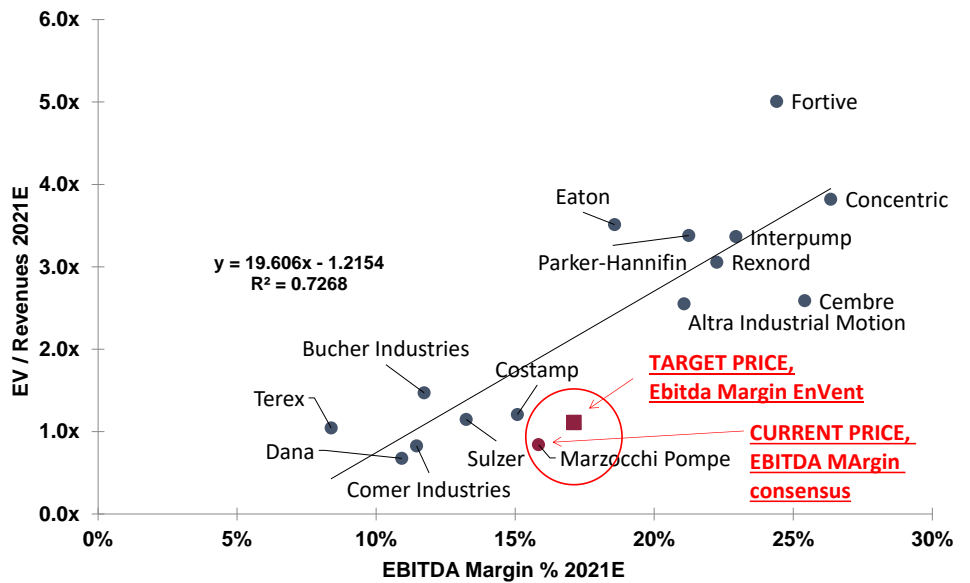 6.0x
5.0x
4.0x
3.0x
2.0x
1.0x
0.0x
EV / Revenues 2021E
Fortive
Eaton
Concentric
Parker-Hannifin
Interpump
Rexnord
y = 19.606x - 1.2154
R² = 0.7268
Cembre
Altra Industrial Motion
Bucher Industries
Costamp
TARGET PRICE,
Ebitda Margin EnVent
Terex
Dana
Sulzer
Marzocchi Pompe
Comer Industries
CURRENT PRICE,
EBITDA MArgin
consensus
0%
5%
10%
15%
20%
25%
30%
EBITDA Margin % 2021E